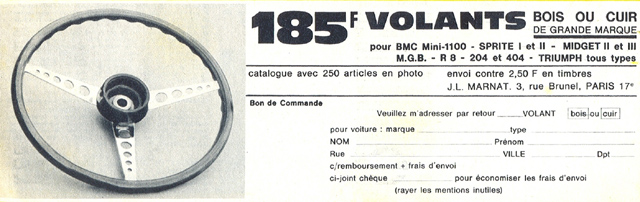 185F VOLANTS BOIS OU CUIR
DE GRANDE MARQUE
pour BMC Mini-1100 - SPRITE I et II - MIDGET II et III
M.G.B. - R 8 - 204 et 404 - TRIUMPH tous types
catalogue avec 250 articles en photo envoi contre 2,50 F en timbres
J.L. MARNAT. 3, rue Brunel, PARIS 17e
Bon de Commande
Veuillez m'adresser par retour VOLANT bois ou cuir
pour voiture : marque type
NOM Prénom
Rue VILLE Dpt
c/remboursement + frais d'envoi
ci-joint chèque pour économiser les frais d'envoi
(rayer les mentions inutiles)